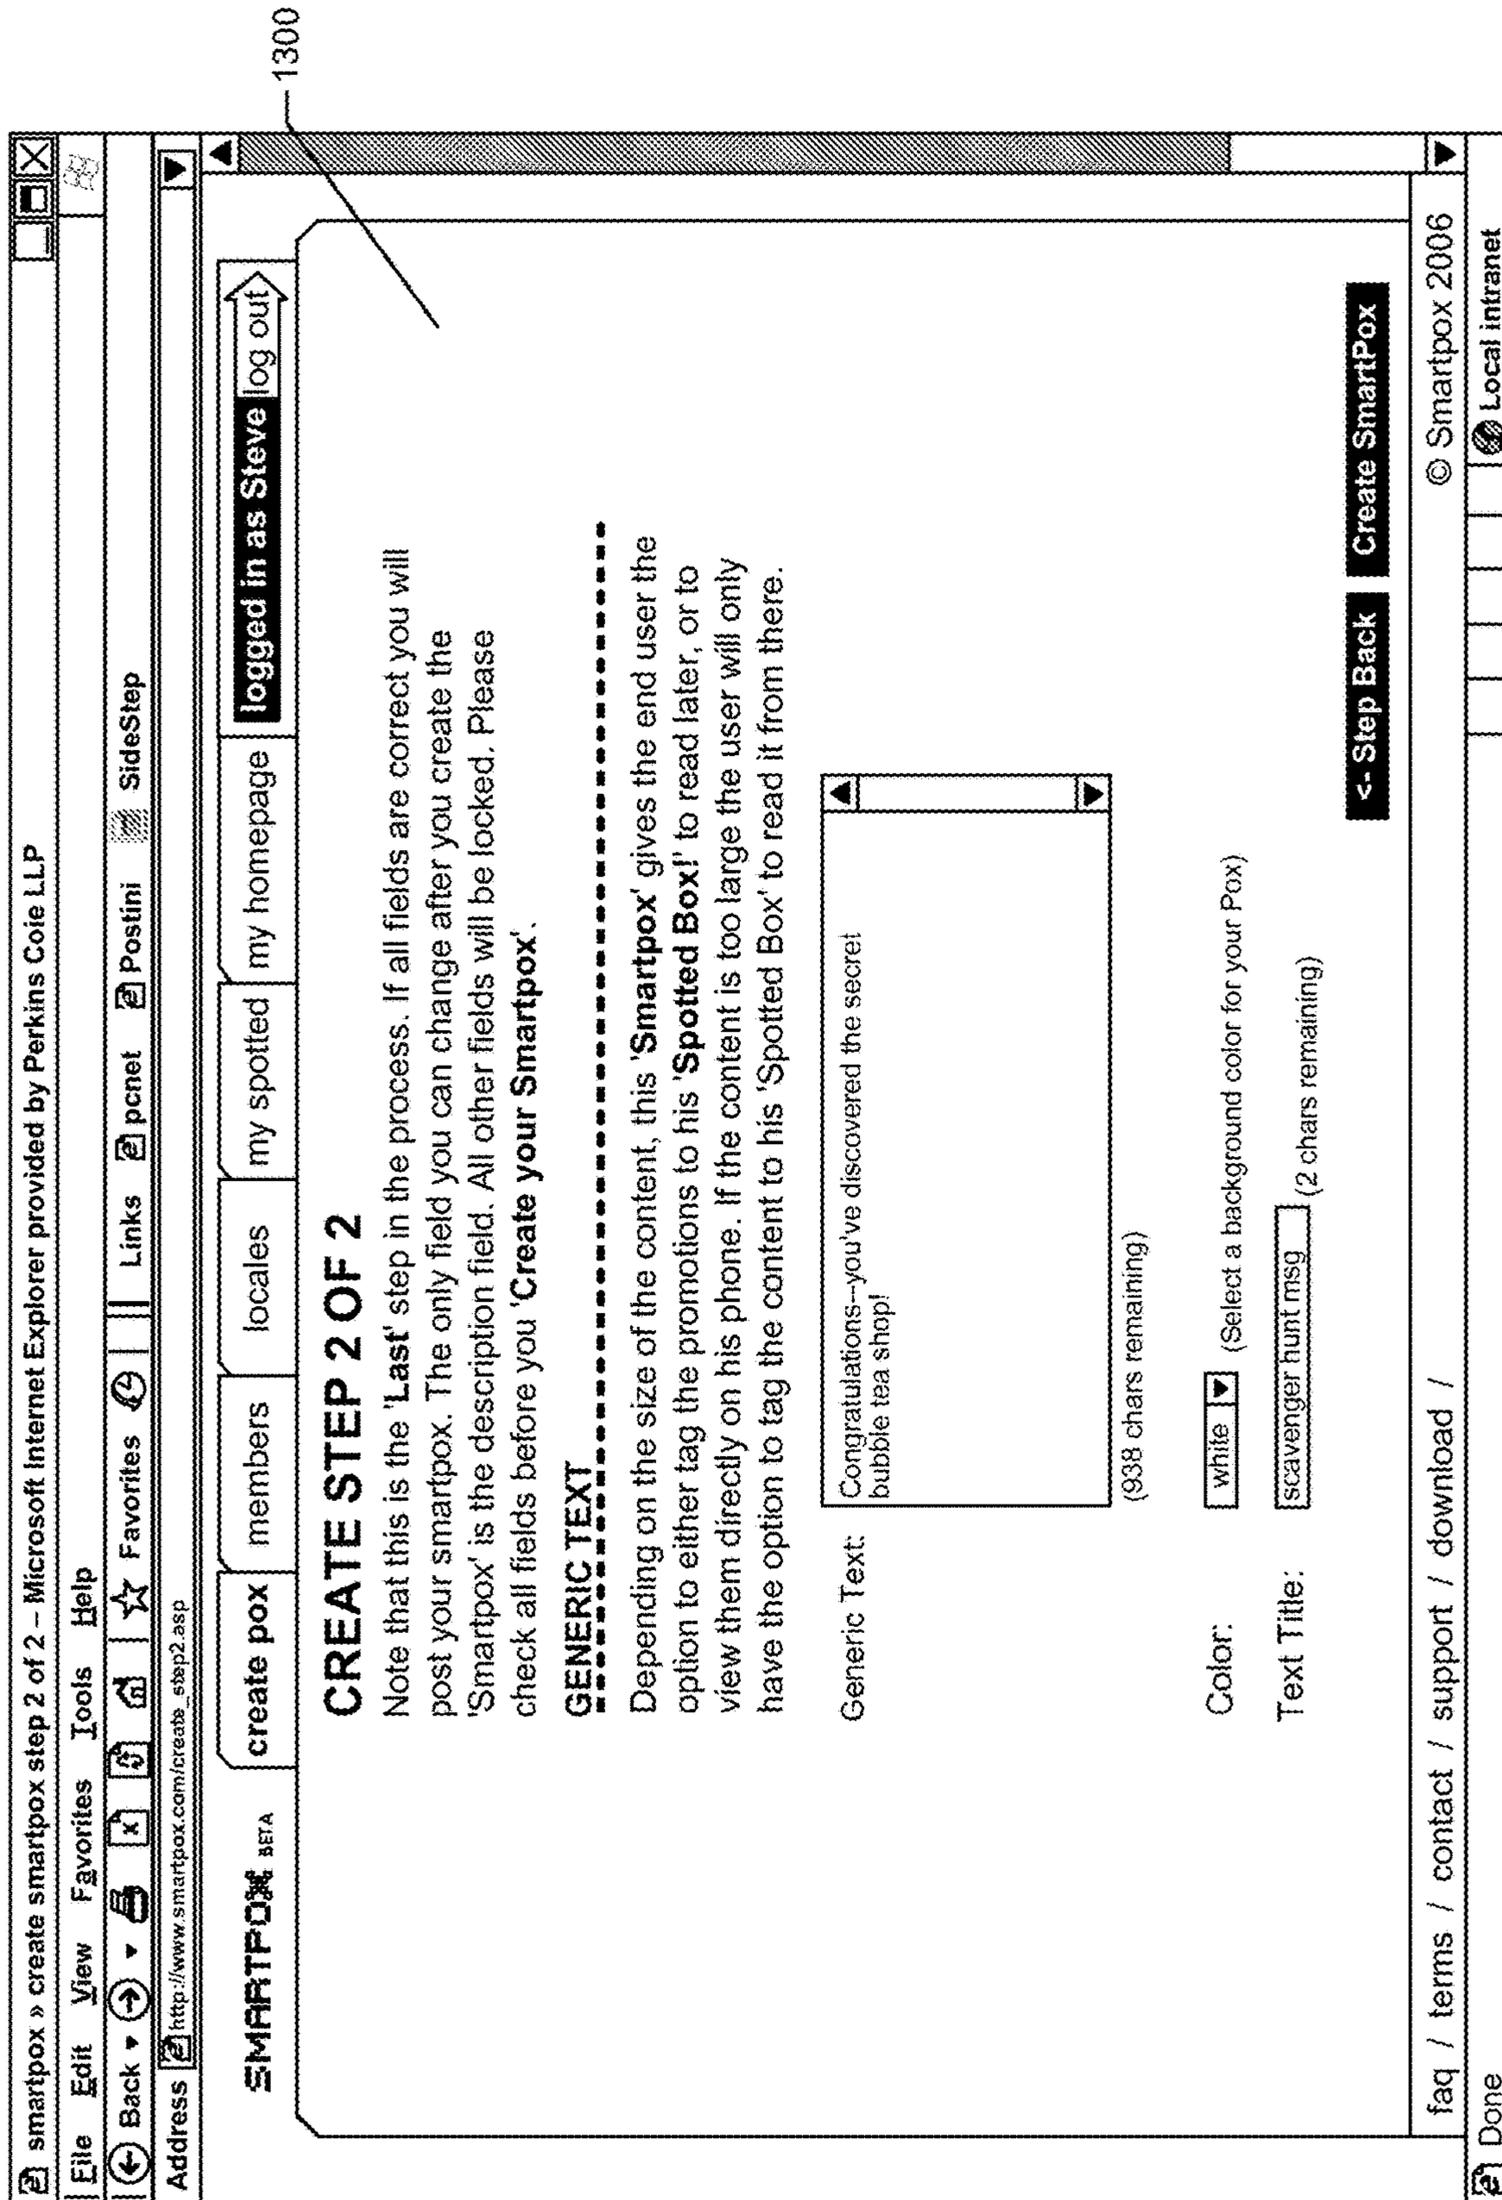 1300
smartpox » create smartpox step 2 of 2 – Microsoft Internet Explorer provided by Perkins Coie LLP
File Edit View Favorites Tools Help
Back Favorites Links pcnet Postini SideStep
Address http://www.smartpox.com/create_step2.asp
SMARTPOX BETA create pox members locales my spotted my homepage logged in as Steve log out
CREATE STEP 2 OF 2
Note that this is the 'Last' step in the process. If all fields are correct you will
post your smartpox. The only field you can change after you create the
'Smartpox' is the description field. All other fields will be locked. Please
check all fields before you 'Create your Smartpox'.
GENERIC TEXT
Depending on the size of the content, this 'Smartpox' gives the end user the
option to either tag the promotions to his 'Spotted Box!' to read later, or to
view them directly on his phone. If the content is too large the user will only
have the option to tag the content to his 'Spotted Box' to read it from there.
Generic Text: Congratulations--you've discovered the secret
bubble tea shop!
(938 chars remaining)
Color: white (Select a background color for your Pox)
Text Title: scavenger hunt msg (2 chars remaining)
<- Step Back Create SmartPox
faq / terms / contact / support / download / © Smartpox 2006
Done Local intranet